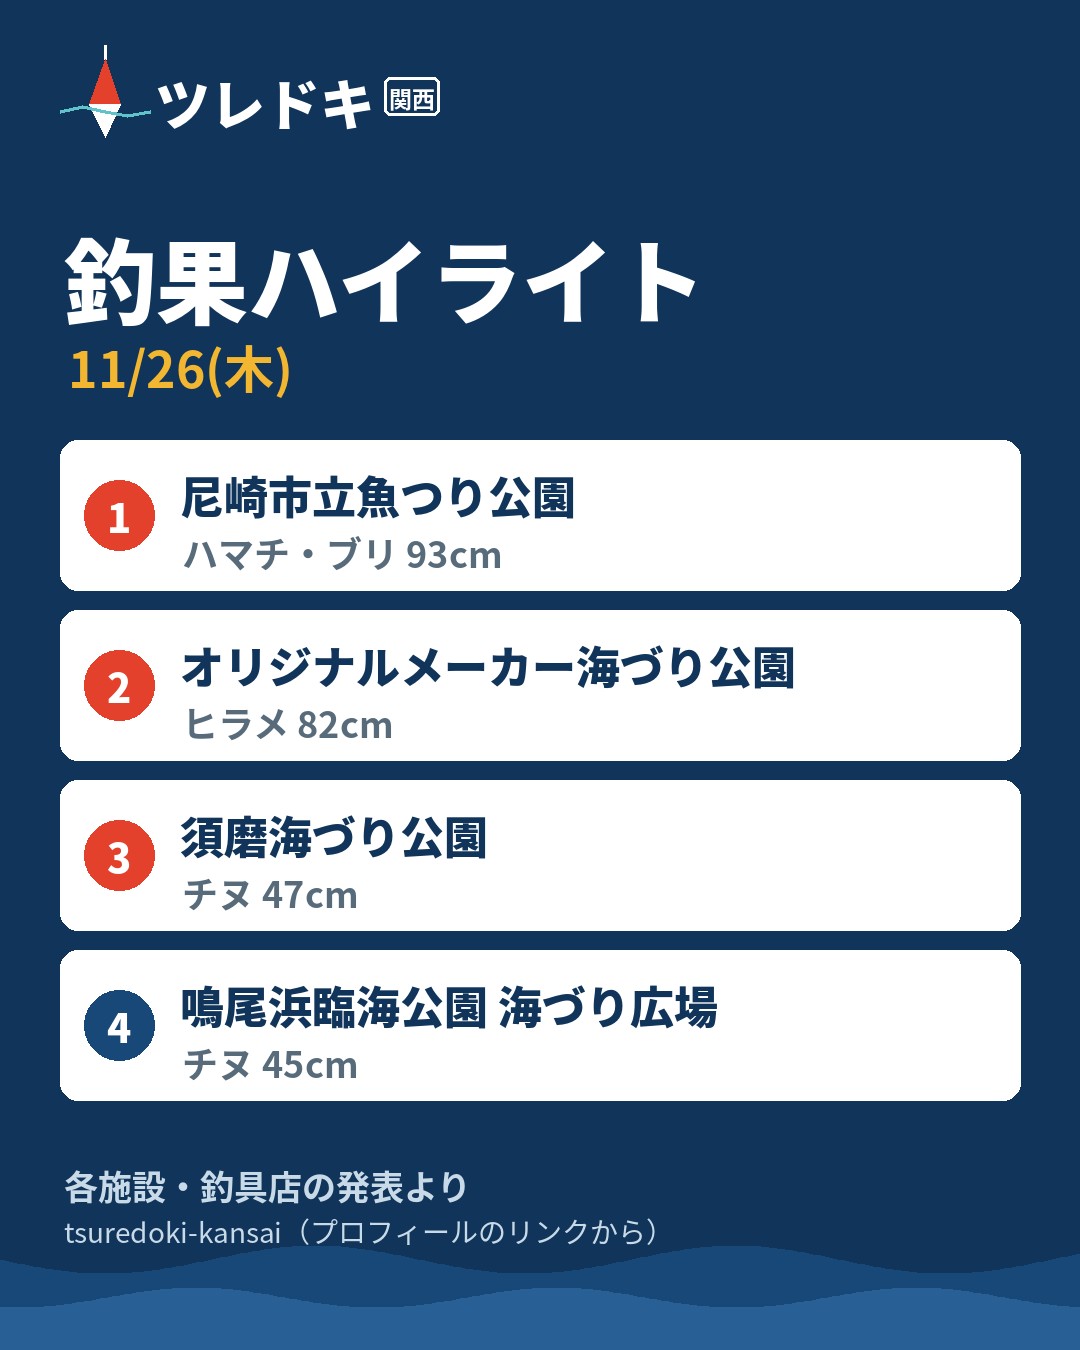 ツレドキ 関西
釣果ハイライト
11/26(木)
1
尼崎市立魚つり公園
ハマチ・ブリ 93cm
2
オリジナルメーカー海づり公園
ヒラメ 82cm
3
須磨海づり公園
チヌ 47cm
4
鳴尾浜臨海公園 海づり広場
チヌ 45cm
各施設・釣具店の発表より
tsuredoki-kansai（プロフィールのリンクから）